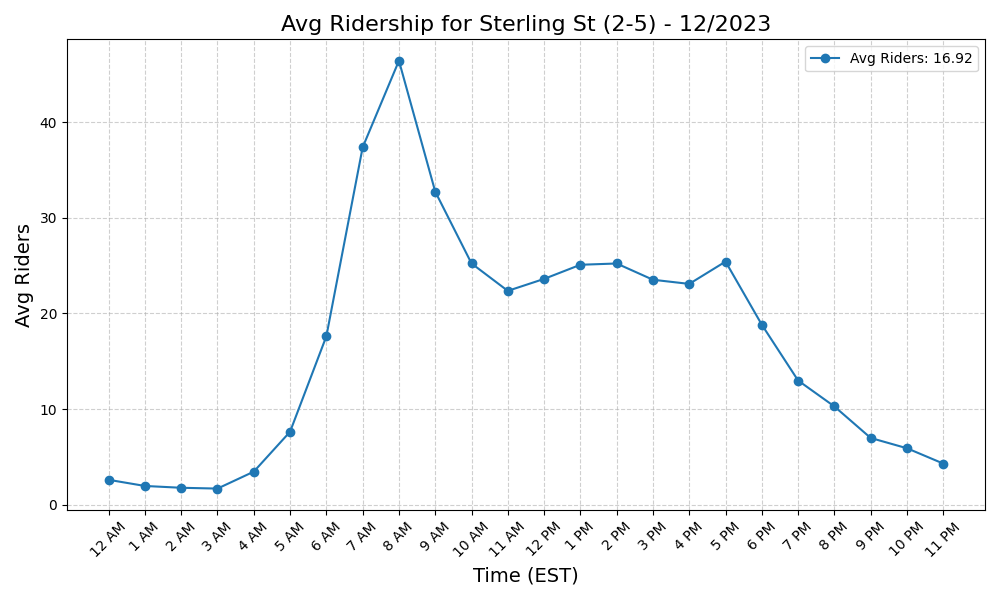 Avg Ridership for Sterling St (2-5) - 12/2023
Avg Riders: 16.92
Avg Riders
40
30
20
10
0
12 AM
1 AM
2 AM
3 AM
4 AM
5 AM
6 AM
7 AM
8 AM
9 AM
10 AM
11 AM
12 PM
1 PM
2 PM
3 PM
4 PM
5 PM
6 PM
7 PM
8 PM
9 PM
10 PM
11 PM
Time (EST)